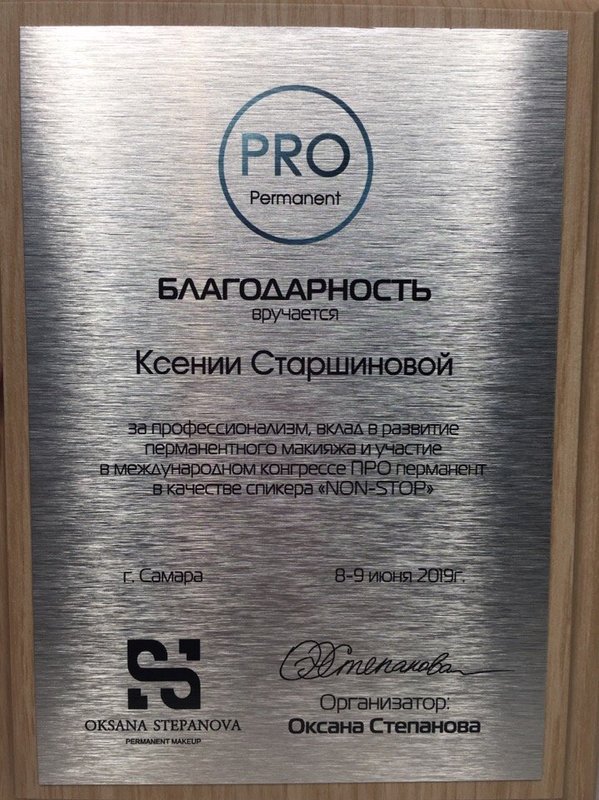 PRO
Permanent
БЛАГОДАРНОСТЬ
вручается
Ксении Старшиновой
за профессионализм, вклад в развитие
перманентного макияжа и участие
в международном конгрессе ПРО перманент
в качестве спикера «NON-STOP»
г. Самара
8-9 июня 2019г.
OKSANA STEPANOVA
PERMANENT MAKEUP
ОСтепанова
Организатор:
Оксана Степанова